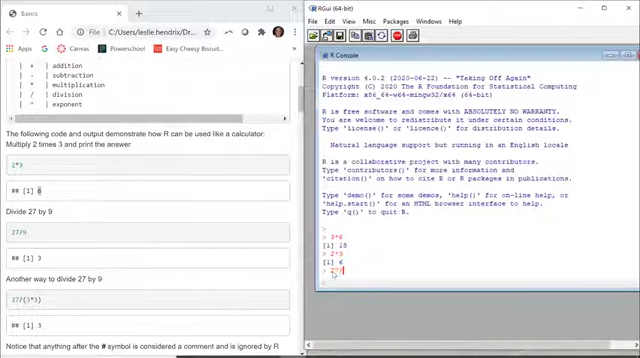 Basics
File C:/Users/leslie.hendrix/Dr...
Canvas Powerschool Easy Cheesy Biscuit...
| + | addition
| - | subtraction
| * | multiplication
| / | division
| ^ | exponent
The following code and output demonstrate how R can be used like a calculator:
Multiply 2 times 3 and print the answer
2*3
## [1] 6
Divide 27 by 9
27/9
## [1] 3
Another way to divide 27 by 9
27/(3*3)
## [1] 3
Notice that anything after the # symbol is considered a comment and is ignored by R
RGui (64-bit)
File Edit View Misc Packages Windows Help
R Console
R version 4.0.2 (2020-06-22) -- "Taking Off Again"
Copyright (C) 2020 The R Foundation for Statistical Computing
Platform: x86_64-w64-mingw32/x64 (64-bit)
R is free software and comes with ABSOLUTELY NO WARRANTY.
You are welcome to redistribute it under certain conditions.
Type 'license()' or 'licence()' for distribution details.
Natural language support but running in an English locale
R is a collaborative project with many contributors.
Type 'contributors()' for more information and
'citation()' on how to cite R or R packages in publications.
Type 'demo()' for some demos, 'help()' for on-line help, or
'help.start()' for an HTML browser interface to help.
Type 'q()' to quit R.
>
> 3*6
[1] 18
> 2*3
[1] 6
>